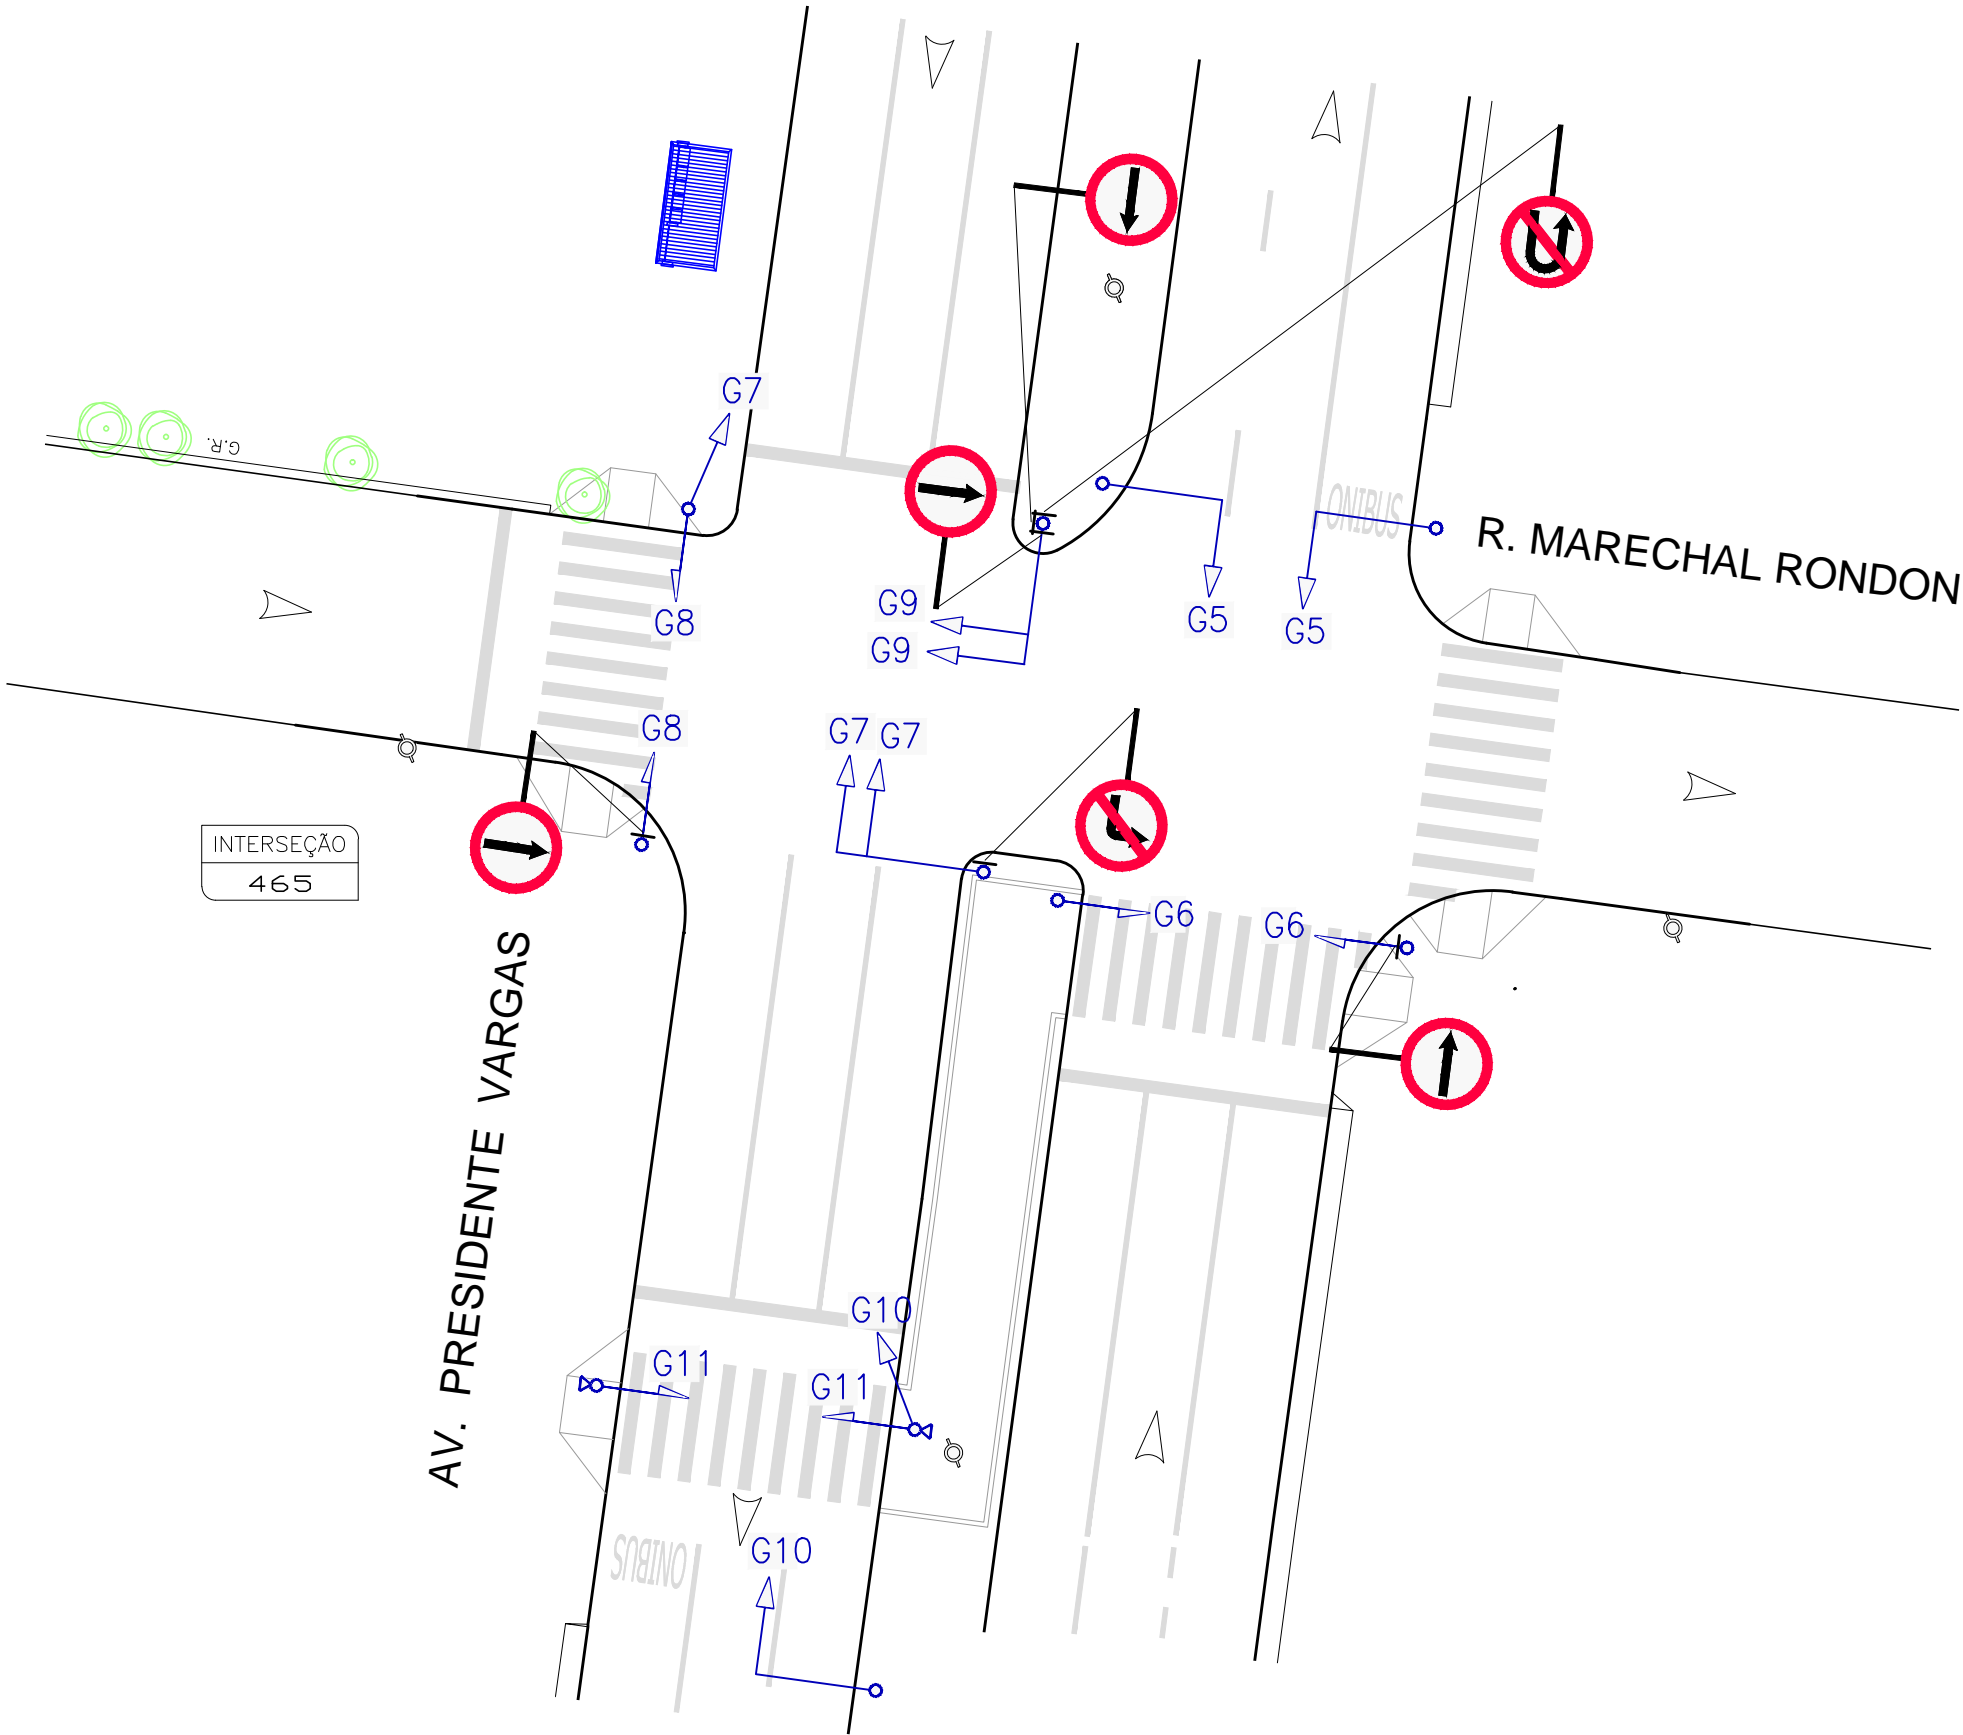 G7
G.R.
ONIBUS
R. MARECHAL RONDON
G8
G9
G5
G5
G9
G8
G7
G7
INTERSEÇÃO
465
G6
G6
AV. PRESIDENTE VARGAS
G10
G11
G11
ONIBUS
G10